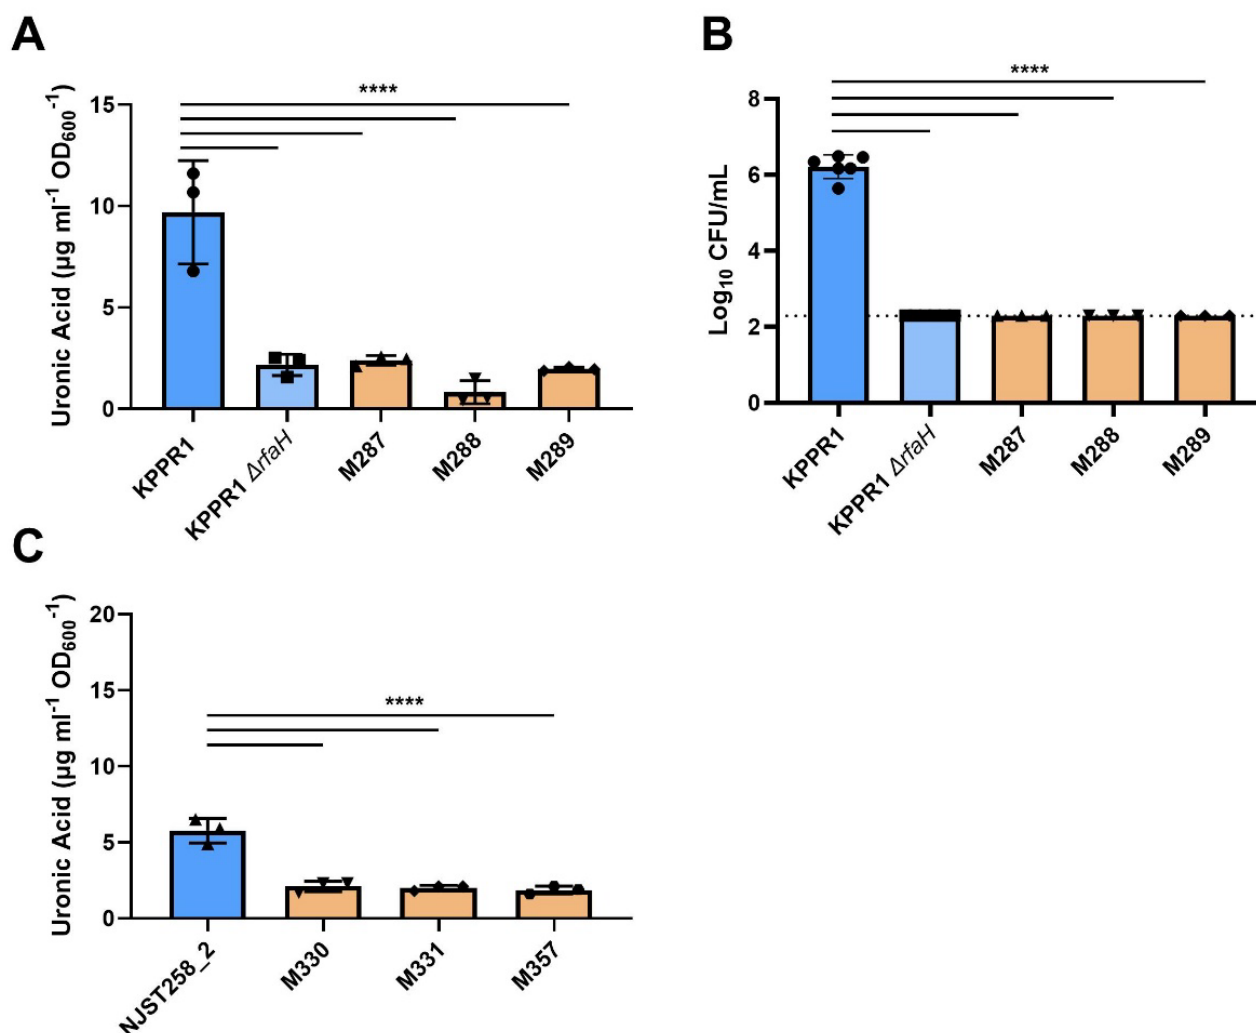 A
Uronic Acid (µg ml⁻¹ OD₆₀₀⁻¹)
15
10
5
0
****
KPPR1
KPPR1 ΔrfaH
M287
M288
M289
B
Log₁₀ CFU/mL
8
6
4
2
0
****
KPPR1
KPPR1 ΔrfaH
M287
M288
M289
C
Uronic Acid (µg ml⁻¹ OD₆₀₀⁻¹)
20
15
10
5
0
****
NJST258_2
M330
M331
M357